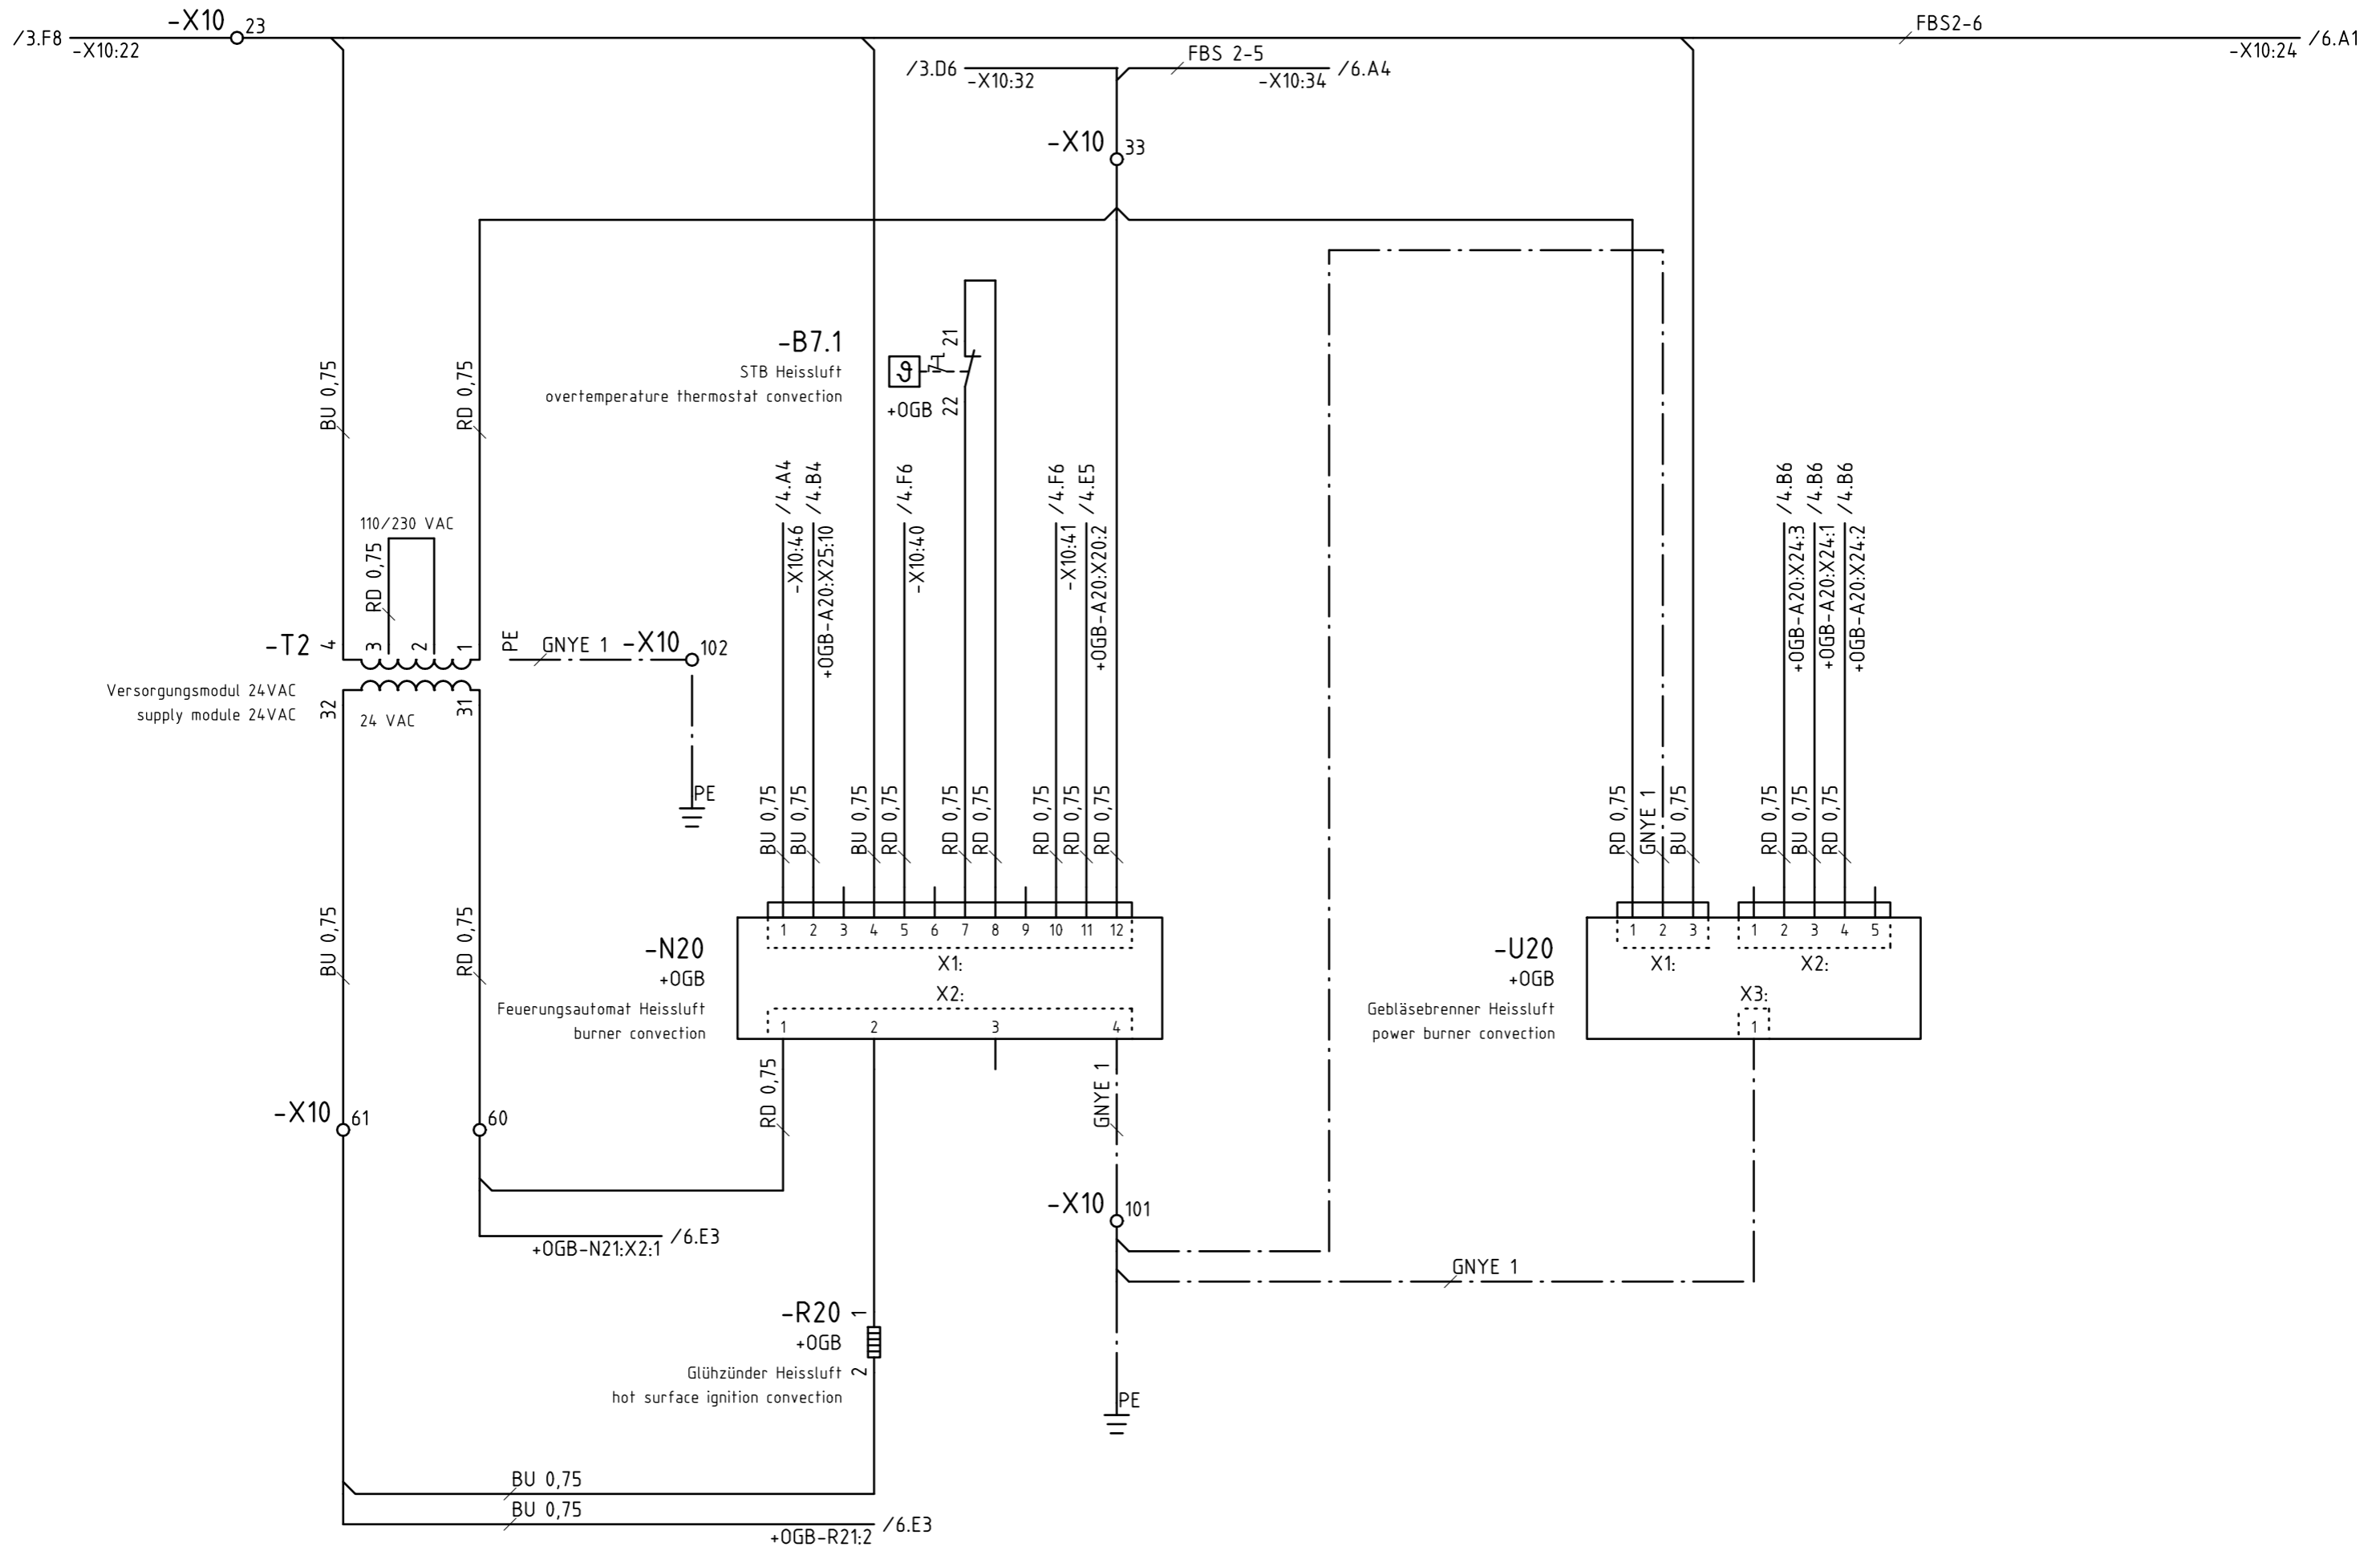 -X10 23
/3.F8
-X10:22
FBS2-6
/6.A1
-X10:24
/3.D6
-X10:32
FBS 2-5
-X10:34
/6.A4
-X10 33
-B7.1
STB Heissluft
overtemperature thermostat convection
ϑ
+0GB
21
22
BU 0,75
RD 0,75
110/230 VAC
RD 0,75
-T2
4
3
2
1
Versorgungsmodul 24VAC
supply module 24VAC
32
24 VAC
31
PE
GNYE 1
-X10 102
PE
/4.A4
-X10:46
/4.B4
+0GB-A20:X25:10
/4.F6
-X10:40
/4.F6
-X10:41
/4.E5
+0GB-A20:X20:2
/4.B6
+0GB-A20:X24:3
/4.B6
+0GB-A20:X24:1
/4.B6
+0GB-A20:X24:2
BU 0,75
BU 0,75
BU 0,75
RD 0,75
RD 0,75
RD 0,75
RD 0,75
RD 0,75
RD 0,75
RD 0,75
GNYE 1
BU 0,75
RD 0,75
BU 0,75
RD 0,75
BU 0,75
RD 0,75
-N20
+0GB
Feuerungsautomat Heissluft
burner convection
1 2 3 4 5 6 7 8 9 10 11 12
X1:
X2:
1 2 3 4
-U20
+0GB
Gebläsebrenner Heissluft
power burner convection
1 2 3
X1:
1 2 3 4 5
X2:
X3:
1
RD 0,75
GNYE 1
-X10 61
60
-X10 101
+0GB-N21:X2:1
/6.E3
GNYE 1
-R20
+0GB
Glühzünder Heissluft
hot surface ignition convection
1
2
PE
BU 0,75
BU 0,75
+0GB-R21:2
/6.E3